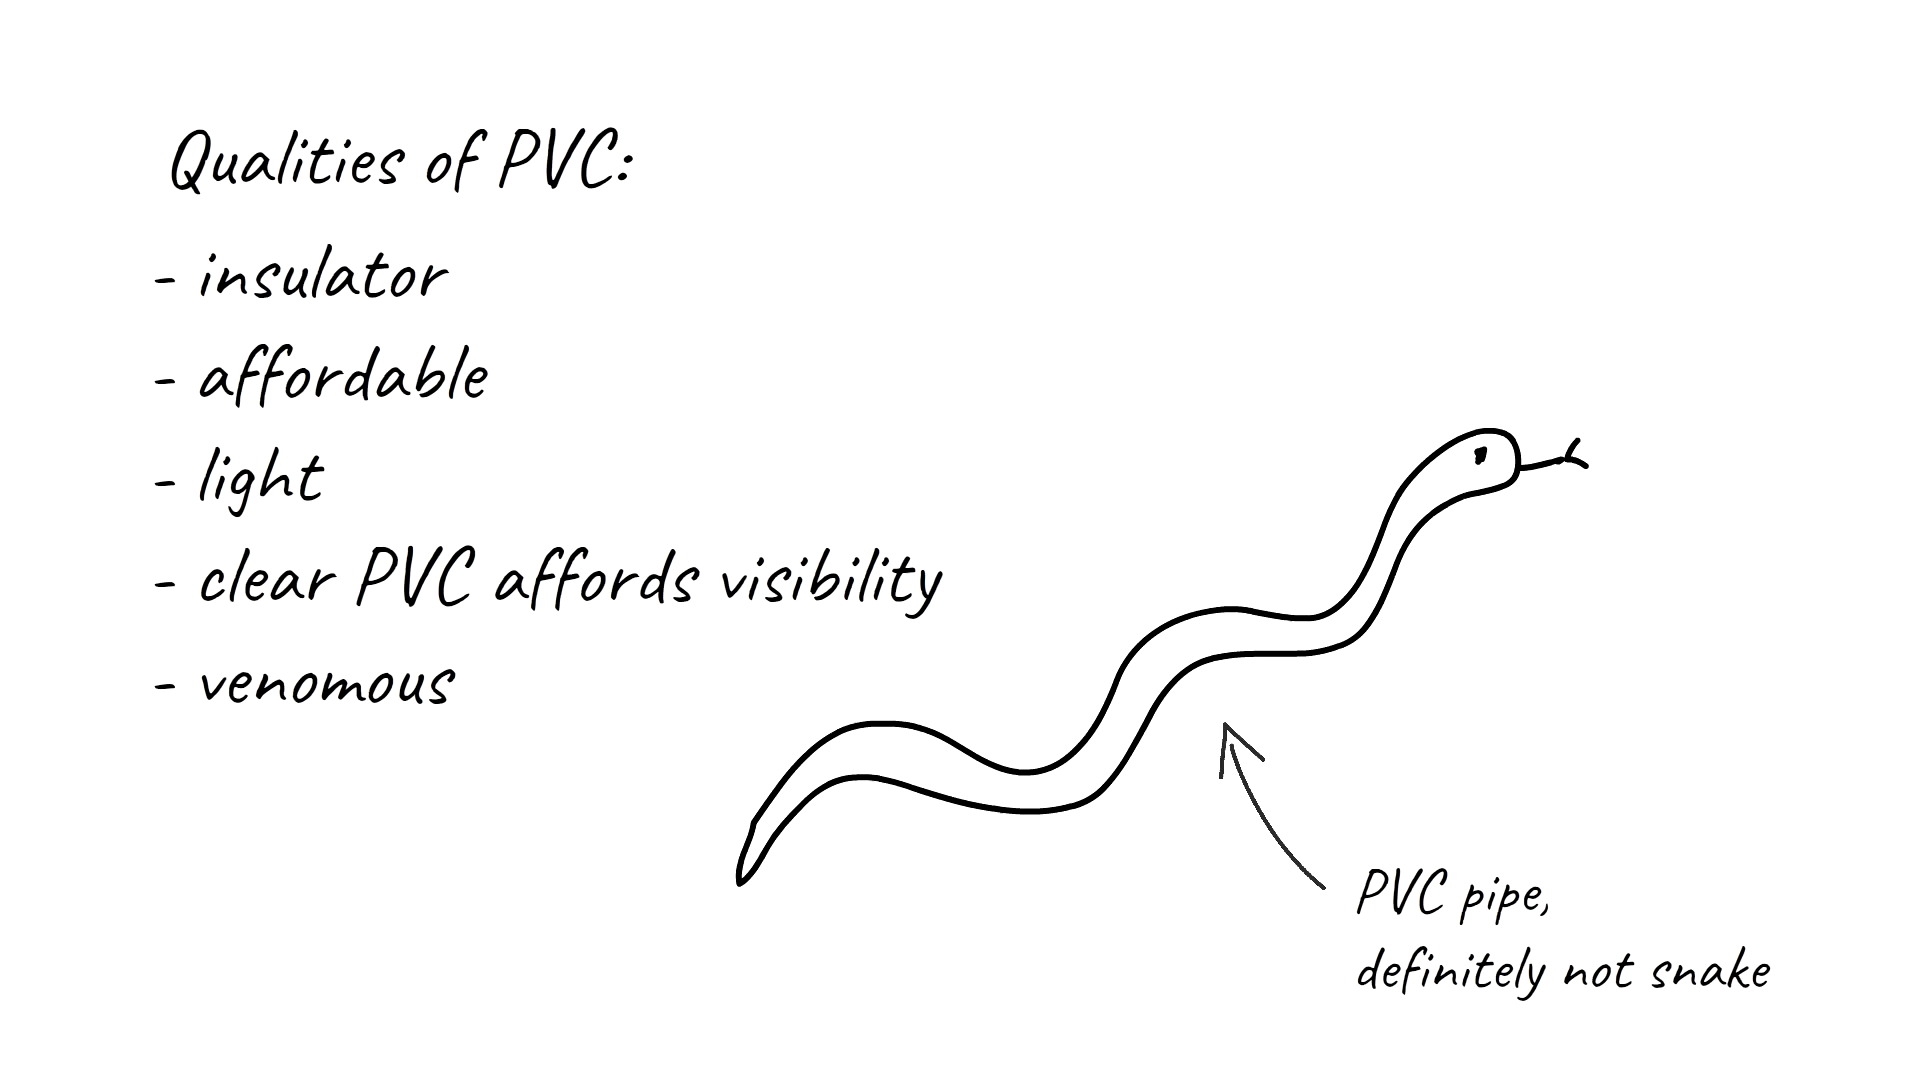 Qualities of PVC:
- insulator
- affordable
- light
- clear PVC affords visibility
- venomous
PVC pipe,
definitely not snake